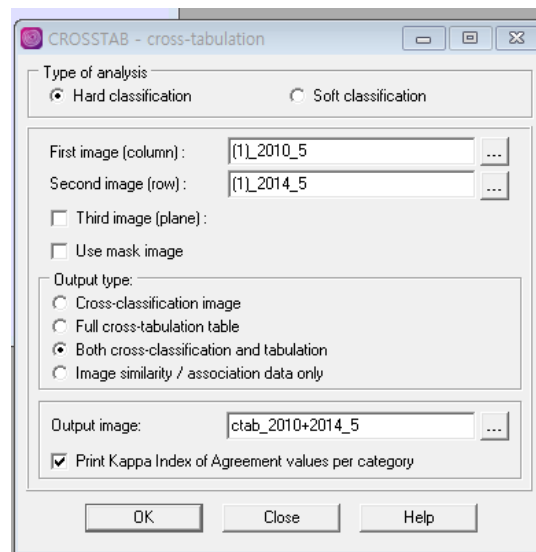 CROSSTAB - cross-tabulation
Type of analysis
Hard classification Soft classification
First image (column) : (1)_2010_5 ...
Second image (row) : (1)_2014_5 ...
Third image (plane) :
Use mask image
Output type:
Cross-classification image
Full cross-tabulation table
Both cross-classification and tabulation
Image similarity / association data only
Output image: ctab_2010+2014_5 ...
Print Kappa Index of Agreement values per category
OK Close Help